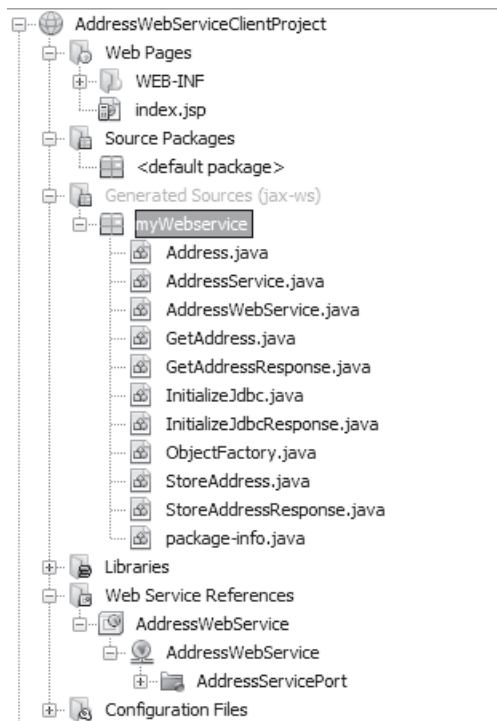 AddressWebServiceClientProject
Web Pages
WEB-INF
index.jsp
Source Packages
<default package>
Generated Sources (jax-ws)
myWebservice
Address.java
AddressService.java
AddressWebService.java
GetAddress.java
GetAddressResponse.java
InitializeJdbc.java
InitializeJdbcResponse.java
ObjectFactory.java
StoreAddress.java
StoreAddressResponse.java
package-info.java
Libraries
Web Service References
AddressWebService
AddressWebService
AddressServicePort
Configuration Files